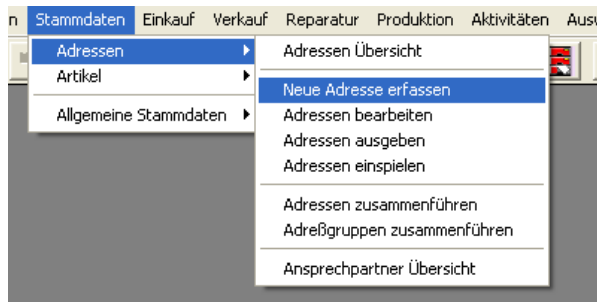 n Stammdaten Einkauf Verkauf Reparatur Produktion Aktivitäten Ausw
Adressen
Artikel
Allgemeine Stammdaten
Adressen Übersicht
Neue Adresse erfassen
Adressen bearbeiten
Adressen ausgeben
Adressen einspielen
Adressen zusammenführen
Adreßgruppen zusammenführen
Ansprechpartner Übersicht